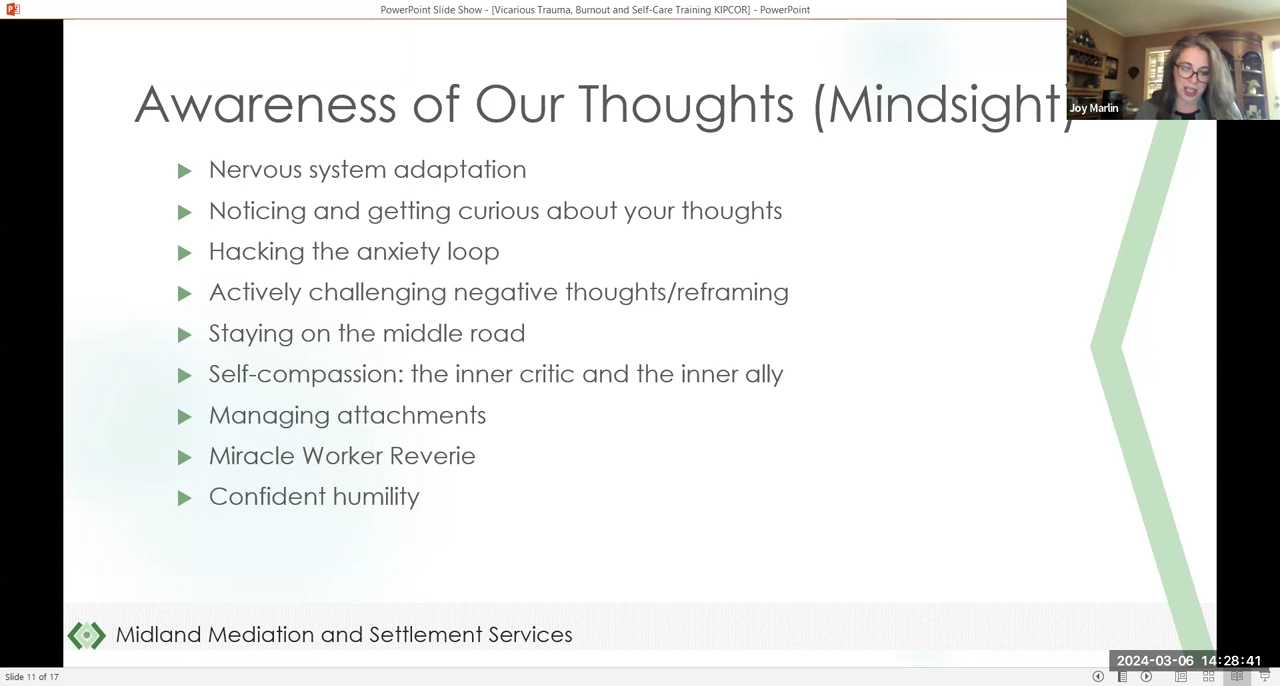 PowerPoint Slide Show - [Vicarious Trauma, Burnout and Self-Care Training KIPCOR] - PowerPoint
Joy Marlin
Awareness of Our Thoughts (Mindsight)
Nervous system adaptation
Noticing and getting curious about your thoughts
Hacking the anxiety loop
Actively challenging negative thoughts/reframing
Staying on the middle road
Self-compassion: the inner critic and the inner ally
Managing attachments
Miracle Worker Reverie
Confident humility
Midland Mediation and Settlement Services
2024-03-06 14:28:41
Slide 11 of 17